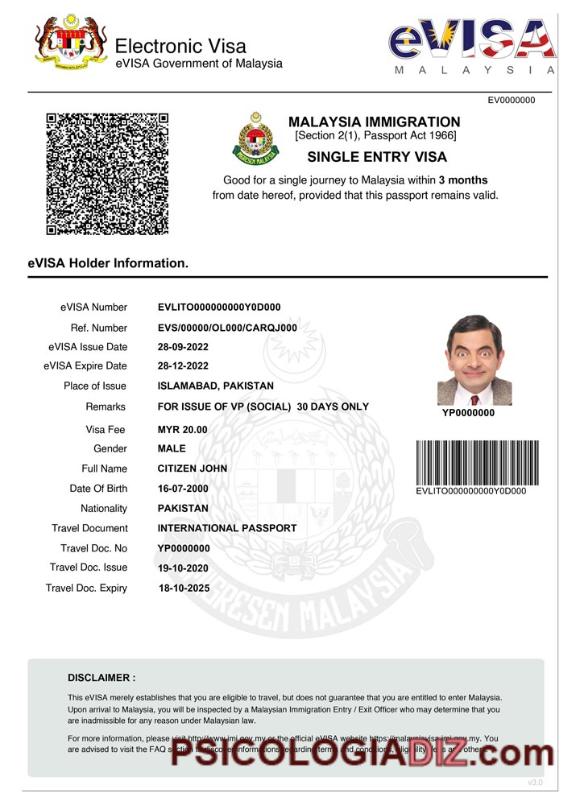 Electronic Visa
eVISA Government of Malaysia
eVISA
MALAYSIA
EV0000000
MALAYSIA IMMIGRATION
[Section 2(1), Passport Act 1966]
SINGLE ENTRY VISA
Good for a single journey to Malaysia within 3 months
from date hereof, provided that this passport remains valid.
eVISA Holder Information.
eVISA Number EVLITO000000000Y0D000
Ref. Number EVS/00000/OL000/CARQJ000
eVISA Issue Date 28-09-2022
eVISA Expire Date 28-12-2022
Place of Issue ISLAMABAD, PAKISTAN
Remarks FOR ISSUE OF VP (SOCIAL) 30 DAYS ONLY
Visa Fee MYR 20.00
Gender MALE
Full Name CITIZEN JOHN
Date Of Birth 16-07-2000
Nationality PAKISTAN
Travel Document INTERNATIONAL PASSPORT
Travel Doc. No YP0000000
Travel Doc. Issue 19-10-2020
Travel Doc. Expiry 18-10-2025
YP0000000
EVLITO000000000Y0D000
RESEN MALAYSIA
DISCLAIMER :
This eVISA merely establishes that you are eligible to travel, but does not guarantee that you are entitled to enter Malaysia.
Upon arrival to Malaysia, you will be inspected by a Malaysian Immigration Entry / Exit Officer who may determine that you
are inadmissible for any reason under Malaysian law.
For more information, please visit http://www.imi.gov.my or the official eVISA website https://malaysiavisa.imi.gov.my. You
are advised to visit the FAQ section
PSICOLOGIADIZ.com
v3.0